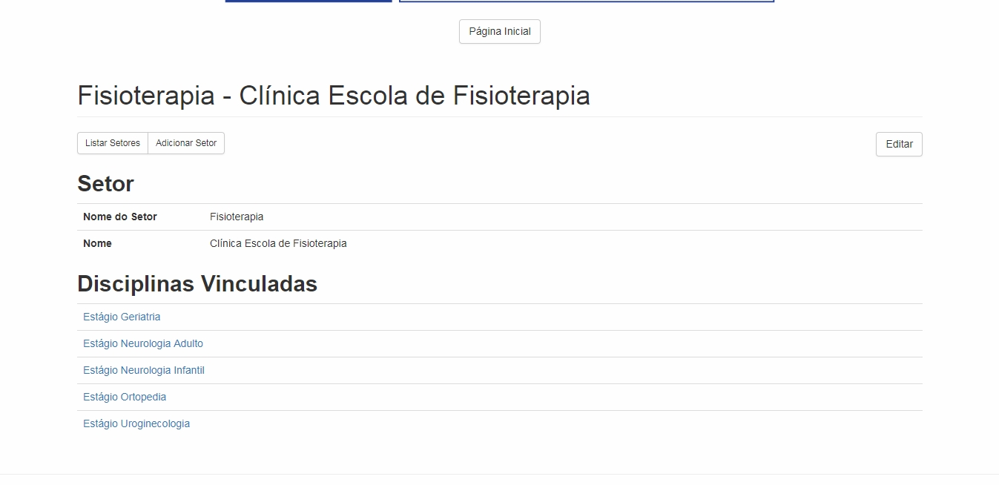 Página Inicial
Fisioterapia - Clínica Escola de Fisioterapia
Listar Setores Adicionar Setor Editar
Setor
Nome do Setor Fisioterapia
Nome Clínica Escola de Fisioterapia
Disciplinas Vinculadas
Estágio Geriatria
Estágio Neurologia Adulto
Estágio Neurologia Infantil
Estágio Ortopedia
Estágio Uroginecologia